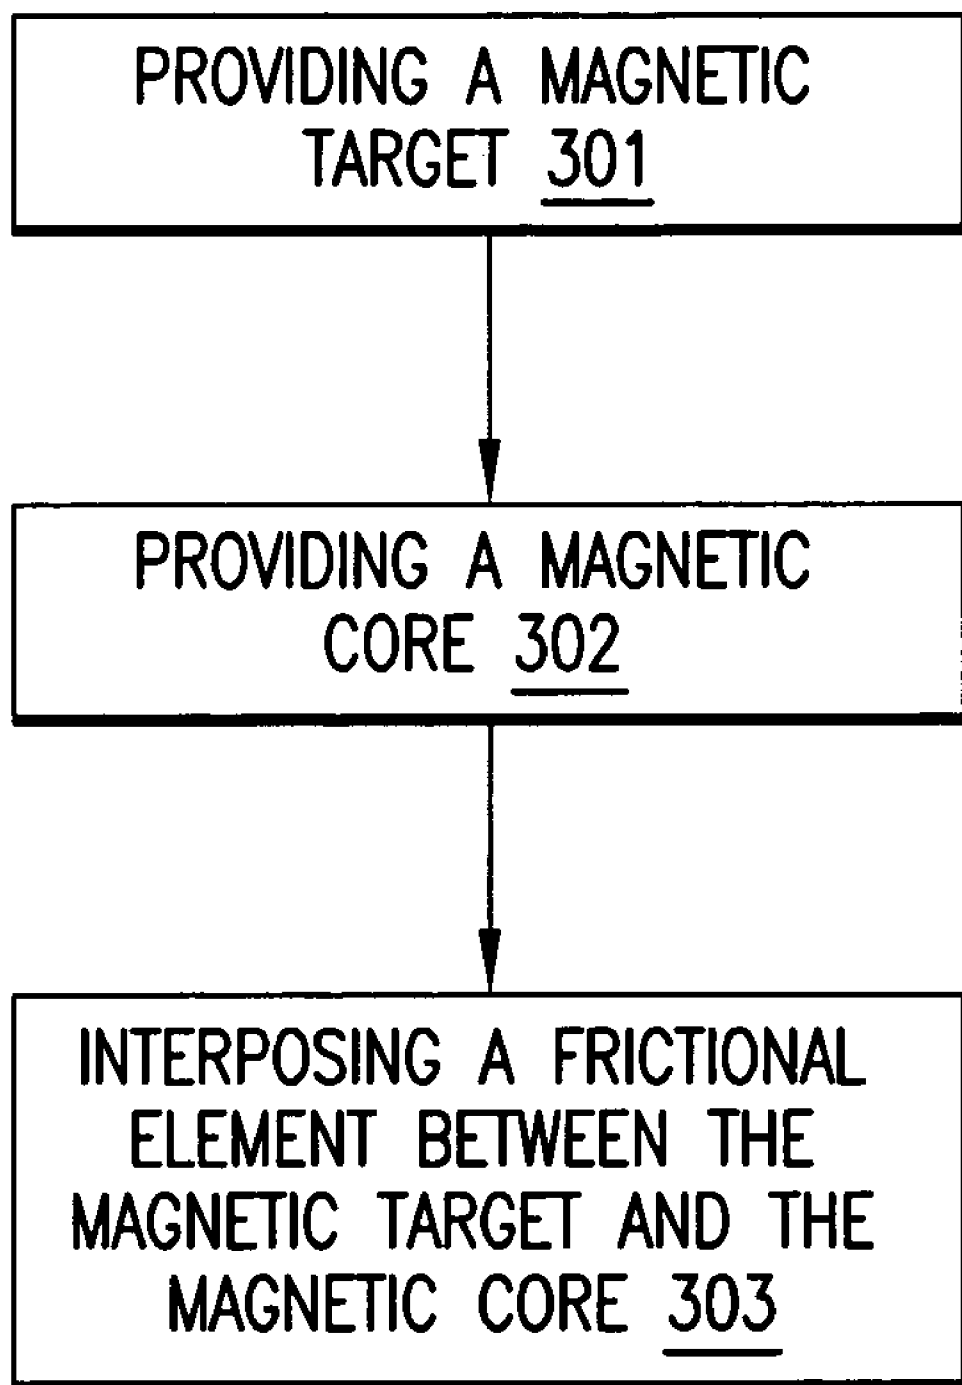 PROVIDING A MAGNETIC
TARGET 301
PROVIDING A MAGNETIC
CORE 302
INTERPOSING A FRICTIONAL
ELEMENT BETWEEN THE
MAGNETIC TARGET AND THE
MAGNETIC CORE 303